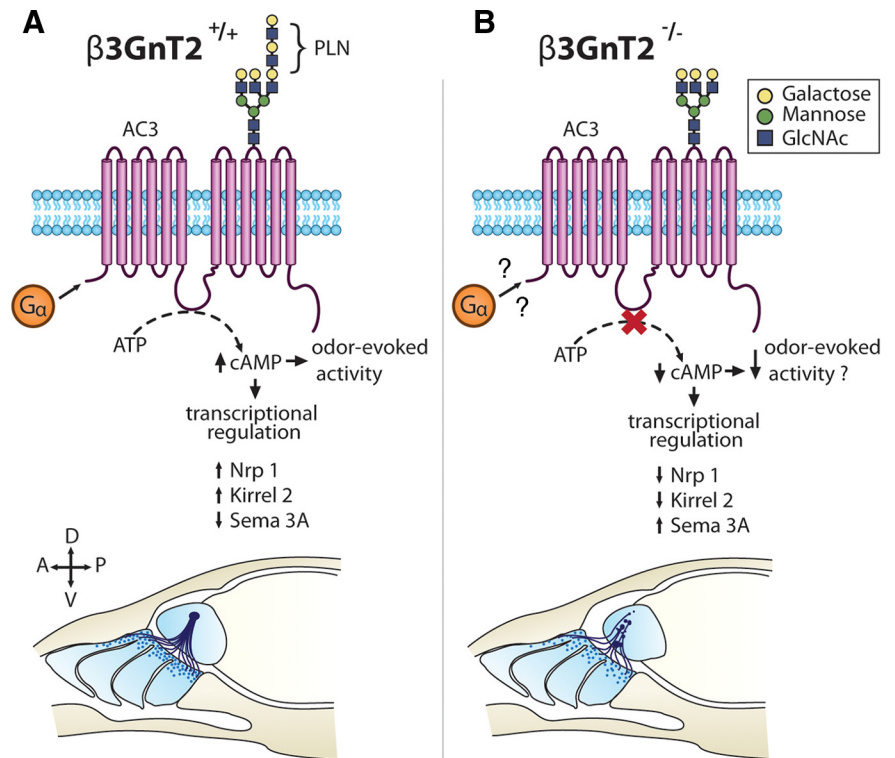 A
β3GnT2 +/+
PLN
AC3
Gα
ATP
cAMP
odor-evoked
activity
transcriptional
regulation
Nrp 1
Kirrel 2
Sema 3A
D
A P
V
B
β3GnT2 -/-
Galactose
Mannose
GlcNAc
AC3
?
?
Gα
ATP
cAMP
odor-evoked
activity ?
transcriptional
regulation
Nrp 1
Kirrel 2
Sema 3A